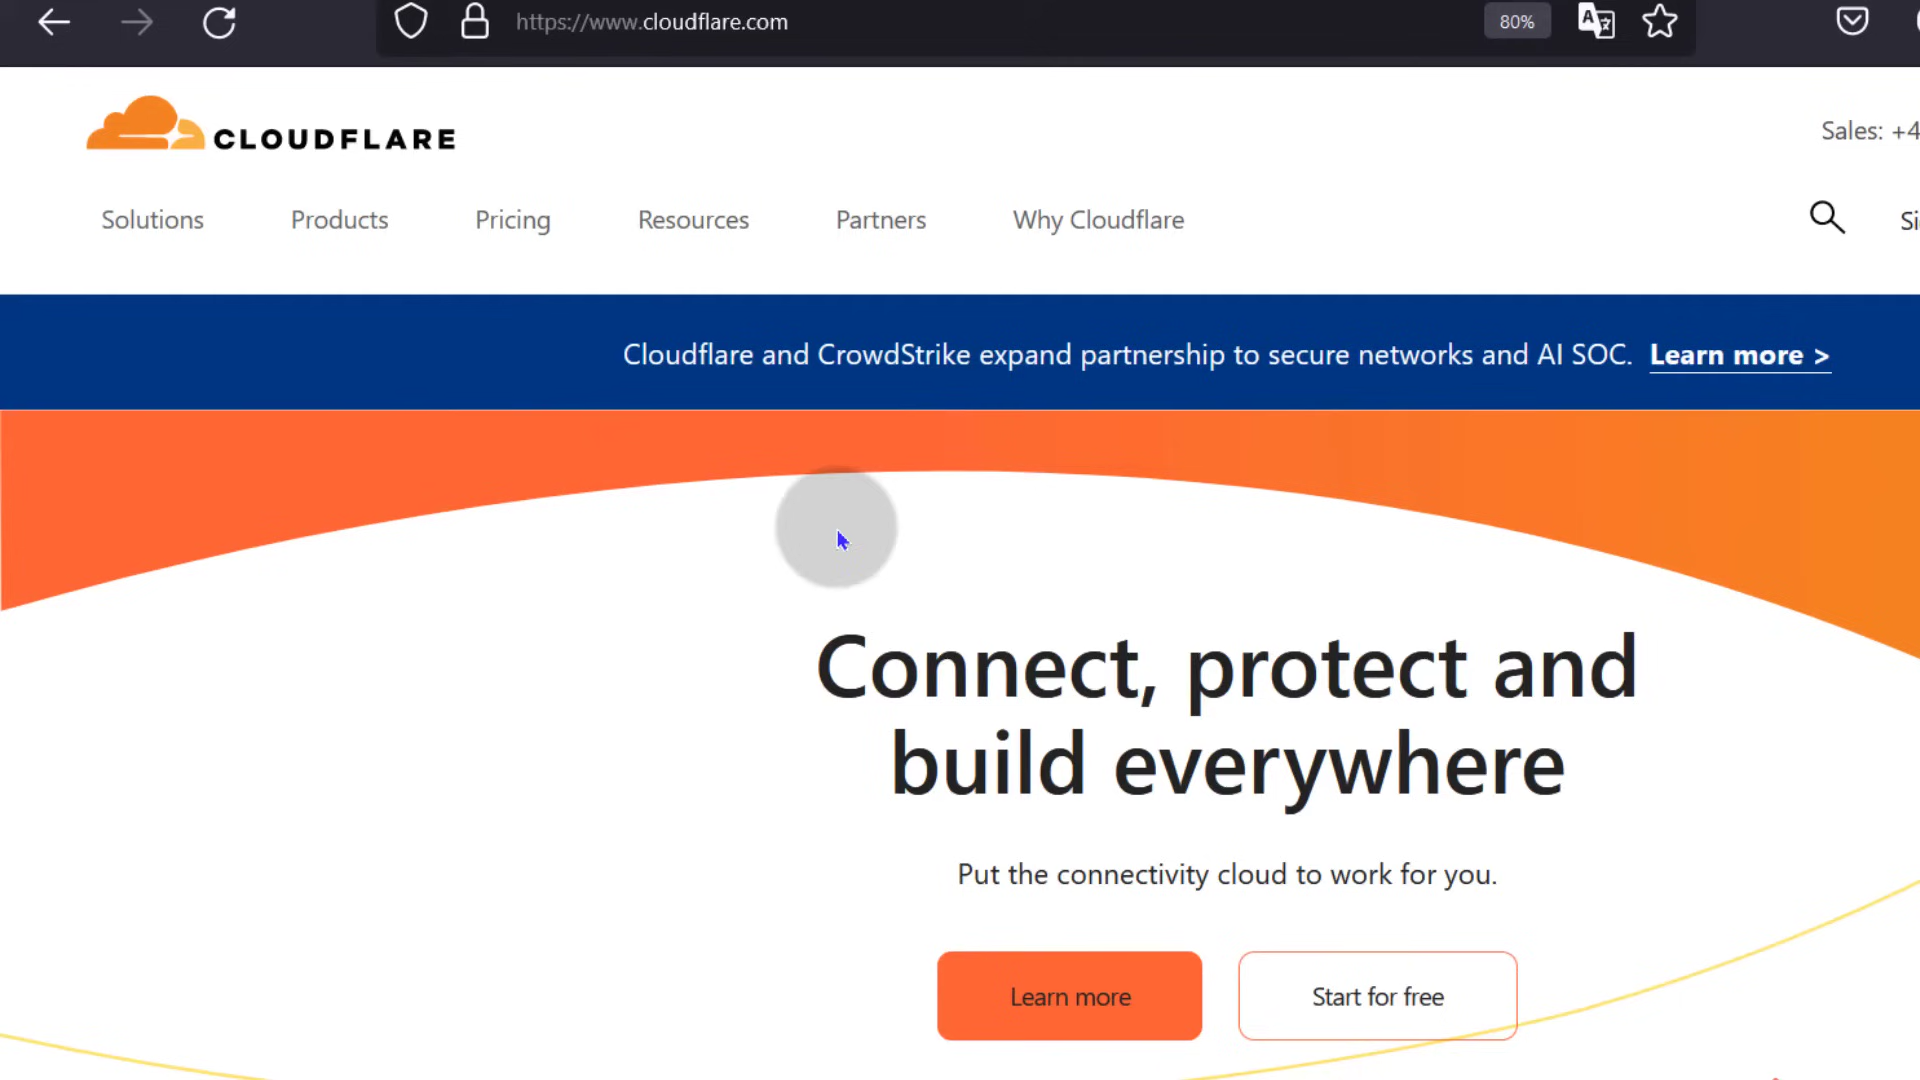 https://www.cloudflare.com
80%
CLOUDFLARE
Sales: +4
Solutions Products Pricing Resources Partners Why Cloudflare
Cloudflare and CrowdStrike expand partnership to secure networks and AI SOC. Learn more >
Connect, protect and
build everywhere
Put the connectivity cloud to work for you.
Learn more Start for free